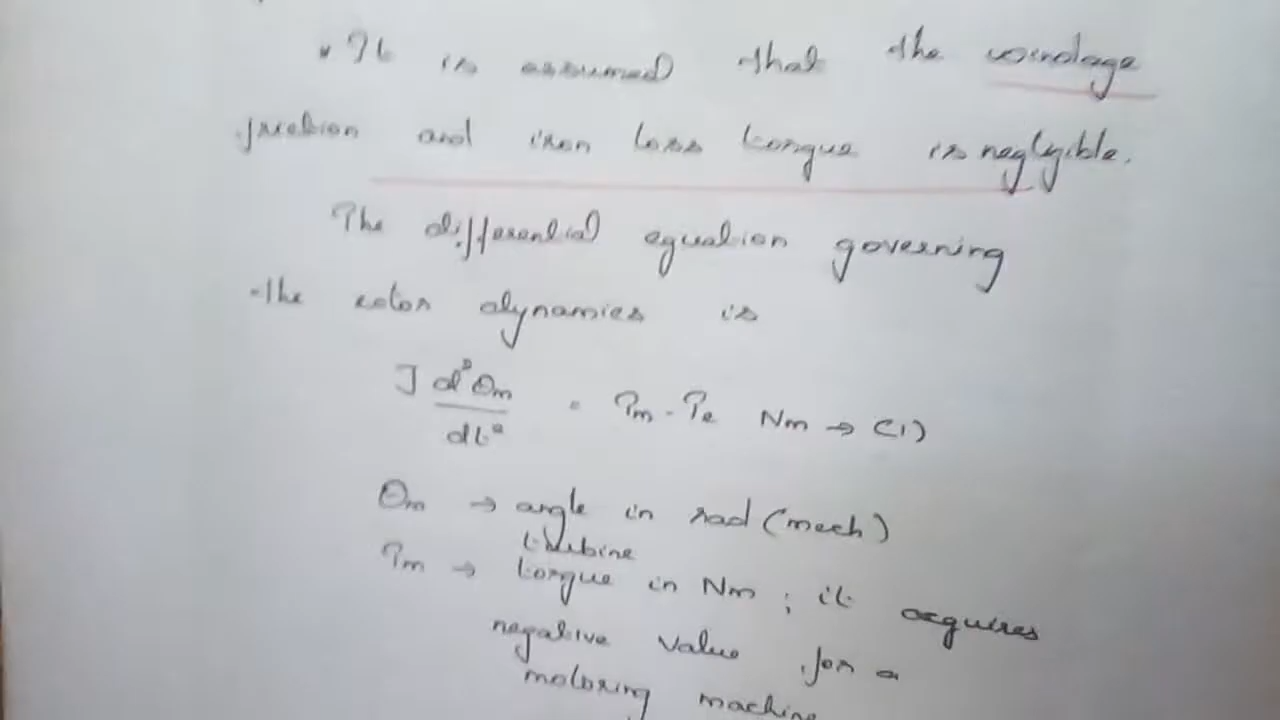 * It is assumed that the windage
friction and iron loss torque is neglyible.
The differential equation governing
the rotor dynamics is
J d²θm / dt² = Tm - Te Nm → (1)
θm → angle in rad (mech)
turbine
Tm → torque in Nm ; it acquires
negative value for a
motoring machine